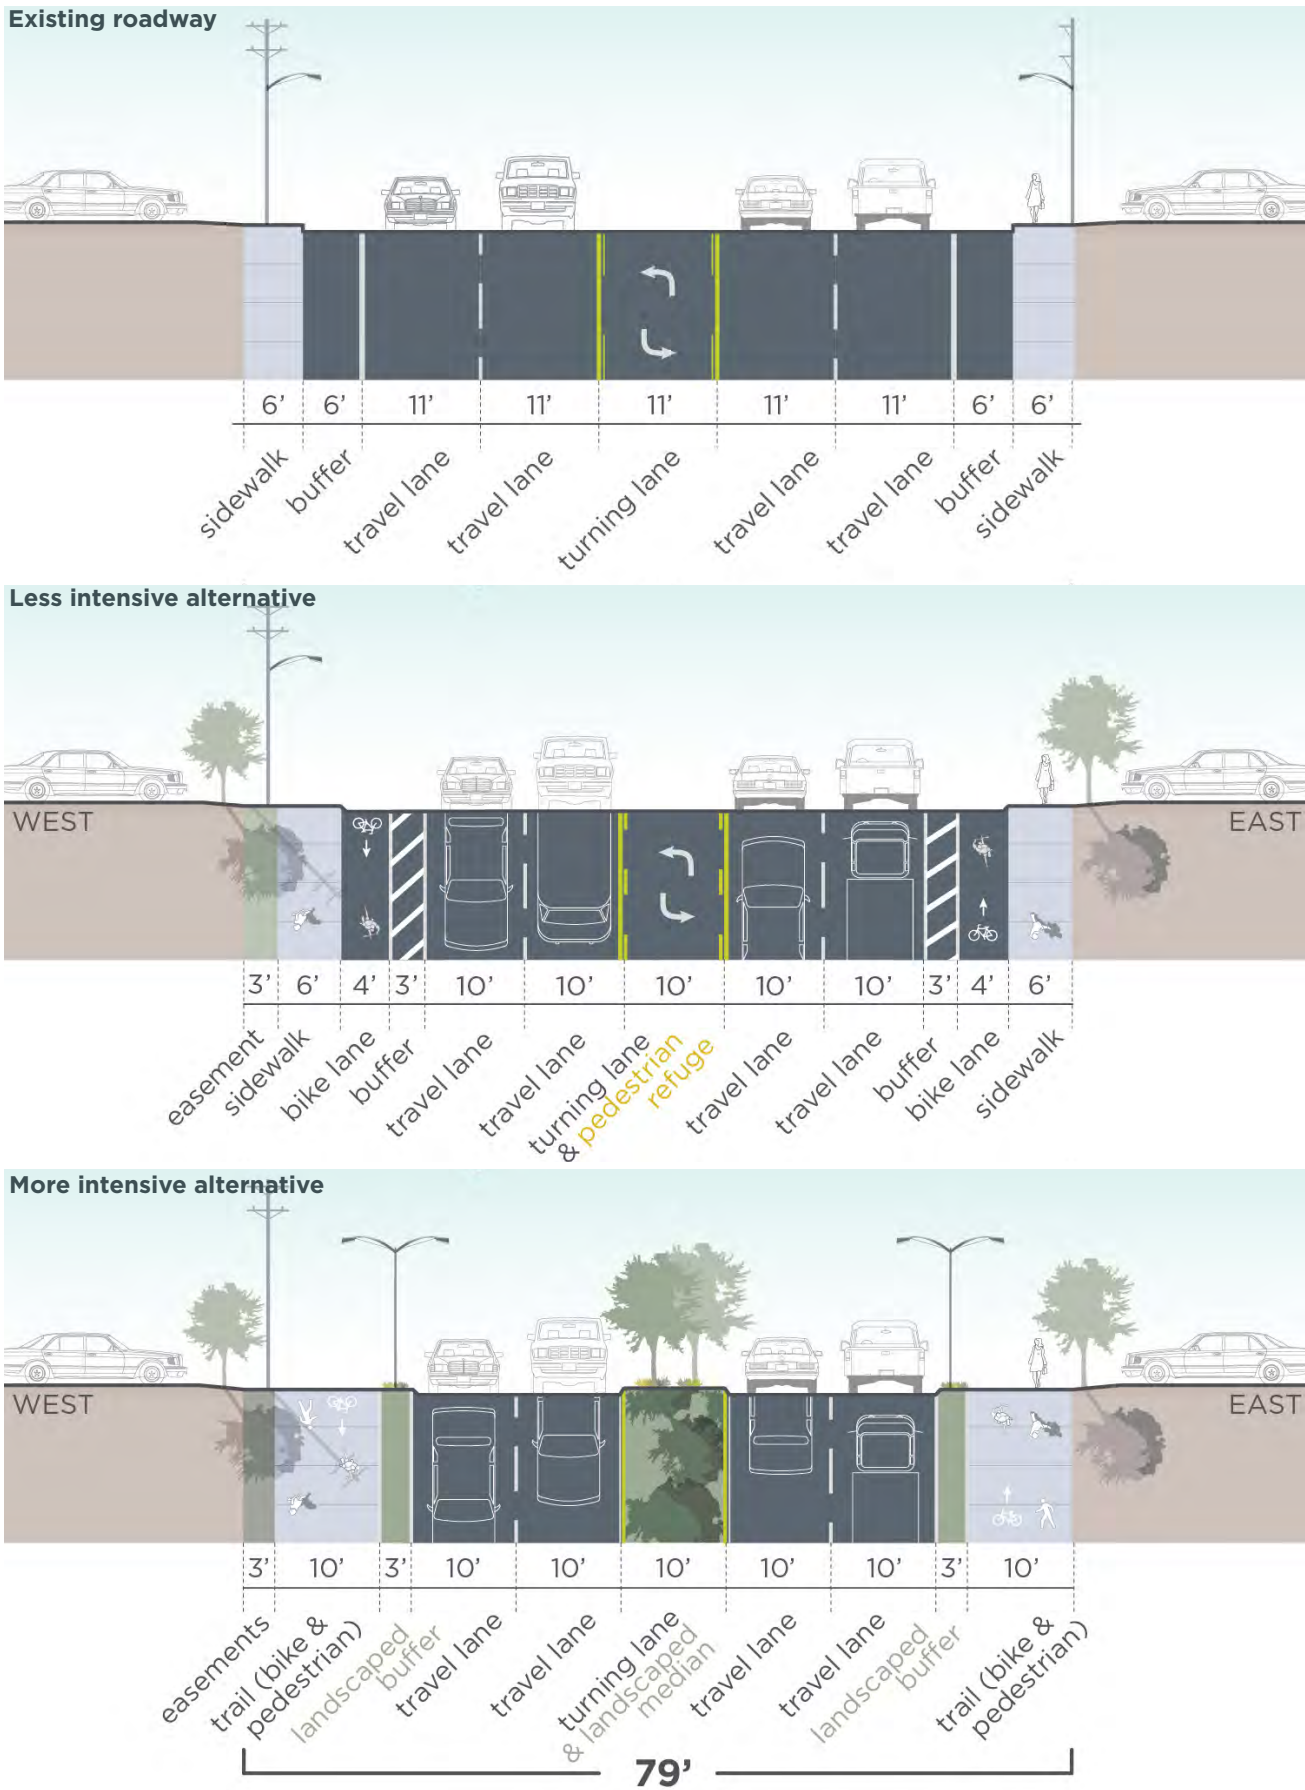 Existing roadway
6’ 6’ 11’ 11’ 11’ 11’ 11’ 6’ 6’
sidewalk
buffer
travel lane
travel lane
turning lane
travel lane
travel lane
buffer
sidewalk
Less intensive alternative
WEST
EAST
3’ 6’ 4’ 3’ 10’ 10’ 10’ 10’ 10’ 3’ 4’ 6’
easement
sidewalk
bike lane
buffer
travel lane
travel lane
turning lane
& pedestrian
refuge
travel lane
travel lane
buffer
bike lane
sidewalk
More intensive alternative
WEST
EAST
3’ 10’ 3’ 10’ 10’ 10’ 10’ 10’ 3’ 10’
easements
trail (bike &
pedestrian)
landscaped
buffer
travel lane
travel lane
turning lane
& landscaped
median
travel lane
travel lane
landscaped
buffer
trail (bike &
pedestrian)
79’